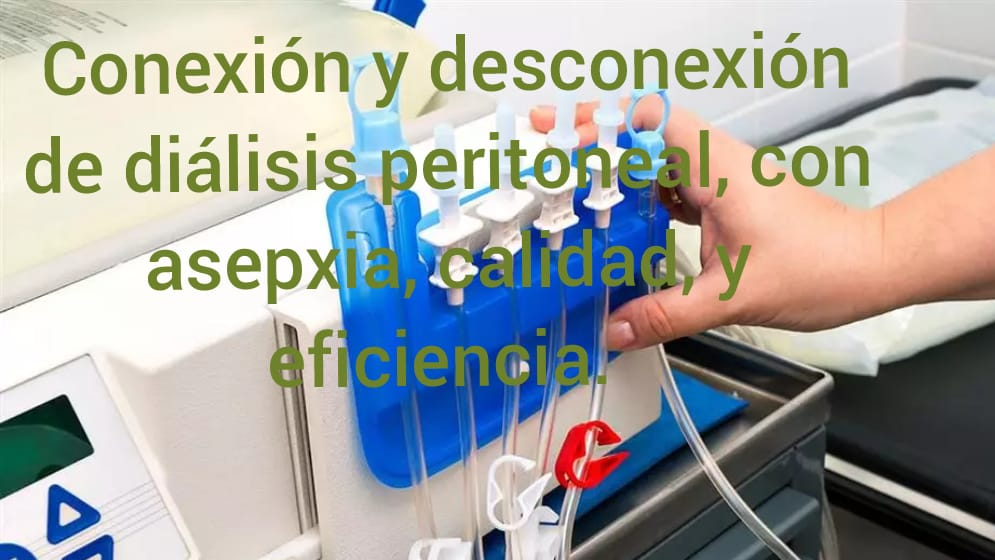 Conexión y desconexión
de diálisis peritoneal, con
asepxia, calidad, y
eficiencia.